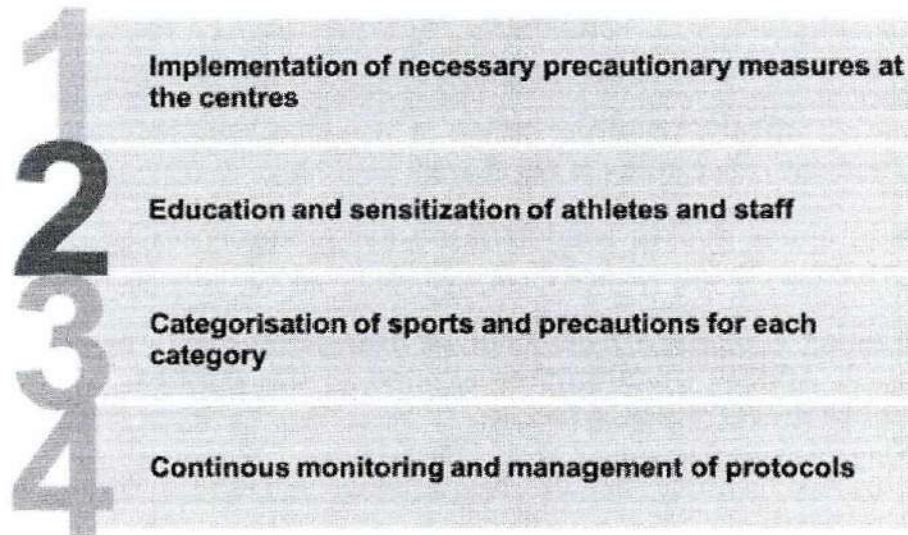 1
Implementation of necessary precautionary measures at
the centres
2
Education and sensitization of athletes and staff
3
Categorisation of sports and precautions for each
category
4
Continous monitoring and management of protocols